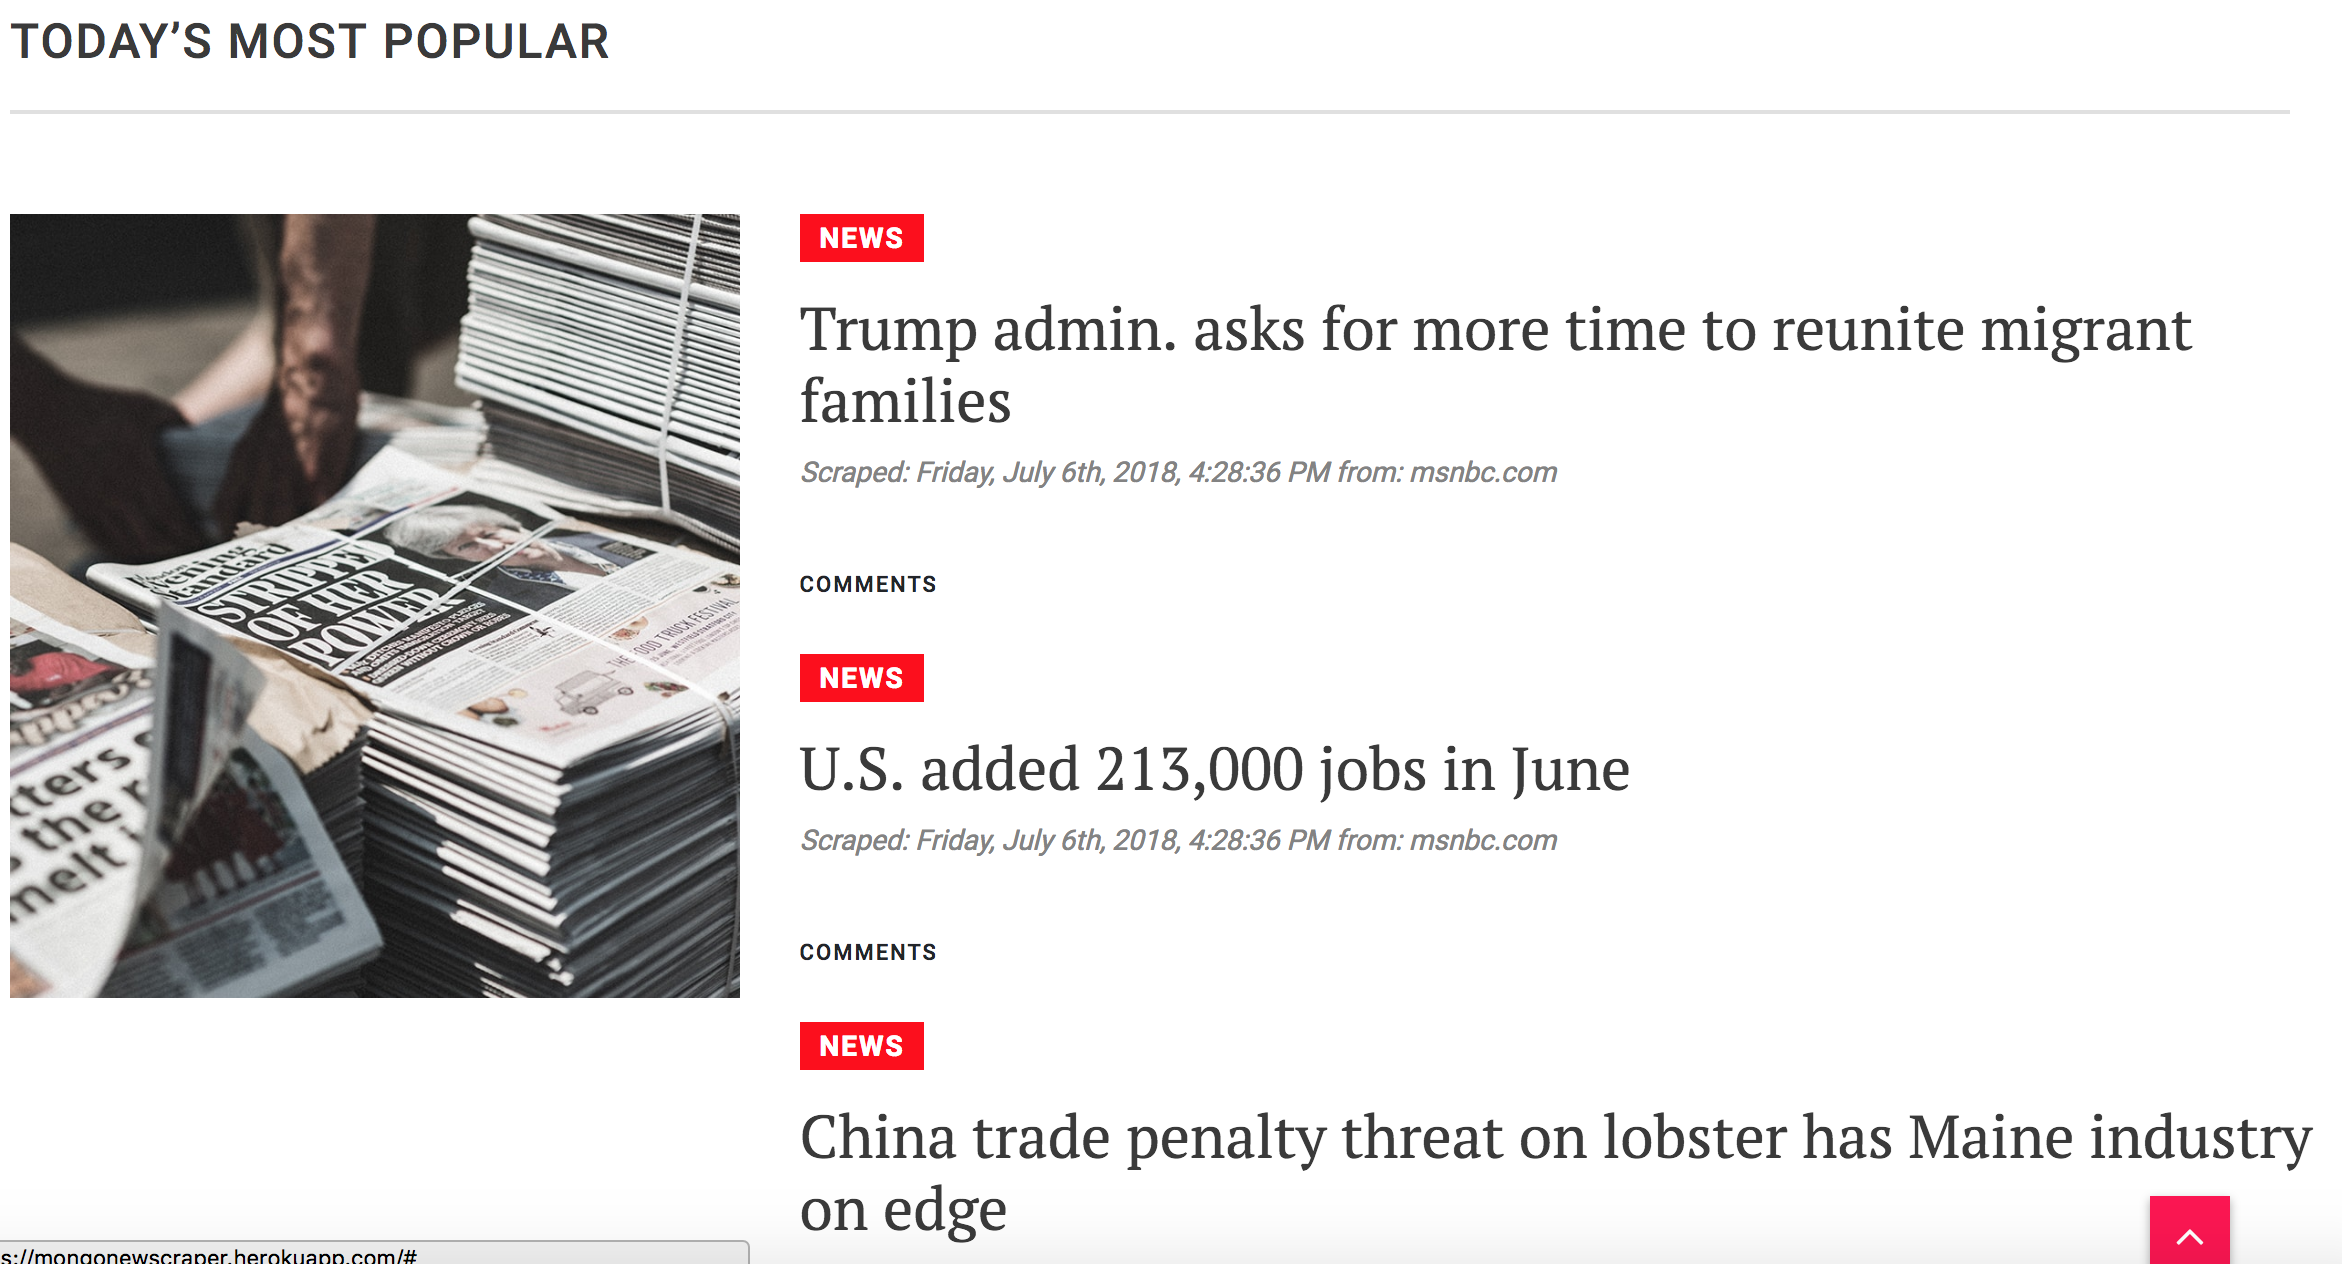 TODAY’S MOST POPULAR
Evening
Standard
STRIPPED
OF HER
POWER
THE FOOD TRUCK FESTIVAL
tters
the
melt
NEWS
Trump admin. asks for more time to reunite migrant
families
Scraped: Friday, July 6th, 2018, 4:28:36 PM from: msnbc.com
COMMENTS
NEWS
U.S. added 213,000 jobs in June
Scraped: Friday, July 6th, 2018, 4:28:36 PM from: msnbc.com
COMMENTS
NEWS
China trade penalty threat on lobster has Maine industry
on edge
s://mongonewscraper.herokuapp.com/#